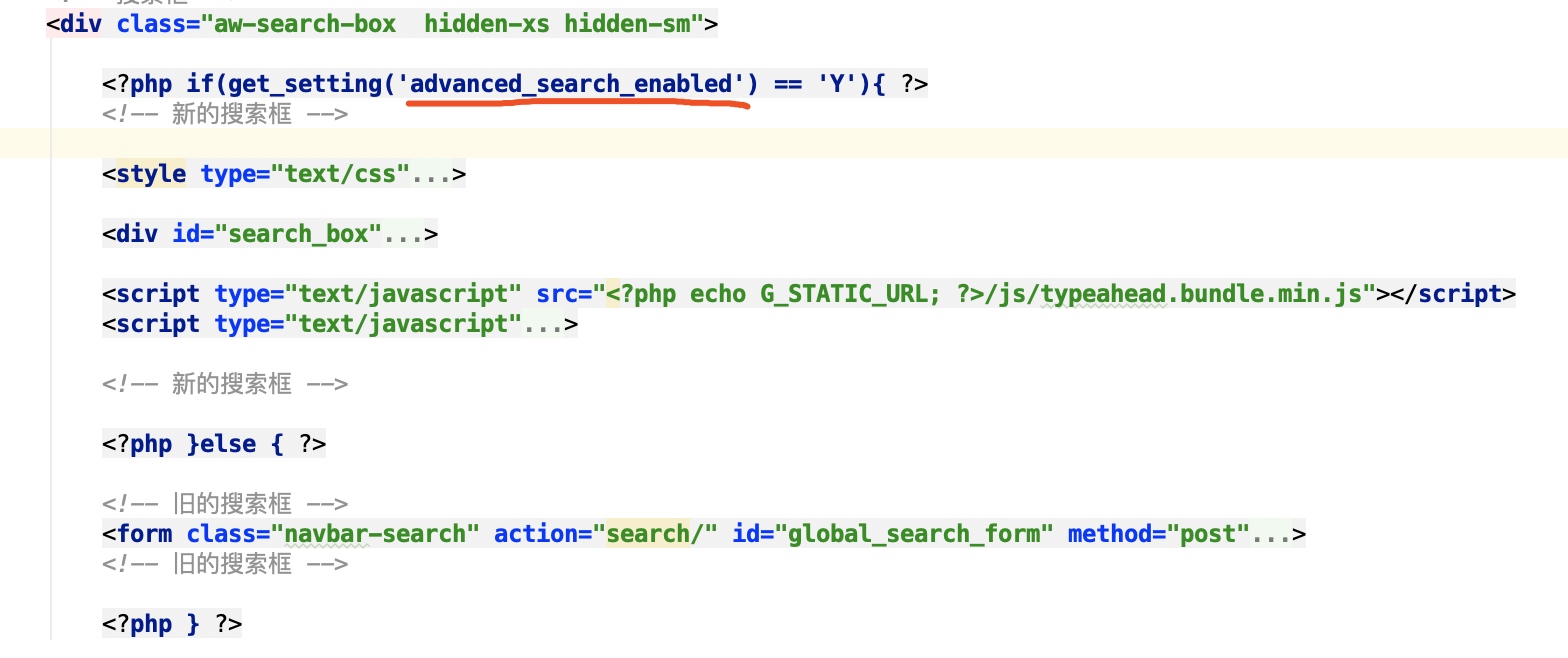 <div class="aw-search-box  hidden-xs hidden-sm">
<?php if(get_setting('advanced_search_enabled') == 'Y'){ ?>
<!-- 新的搜索框 -->
<style type="text/css"...>
<div id="search_box"...>
<script type="text/javascript" src="<?php echo G_STATIC_URL; ?>/js/typeahead.bundle.min.js"></script>
<script type="text/javascript"...>
<!-- 新的搜索框 -->
<?php }else { ?>
<!-- 旧的搜索框 -->
<form class="navbar-search" action="search/" id="global_search_form" method="post"...>
<!-- 旧的搜索框 -->
<?php } ?>